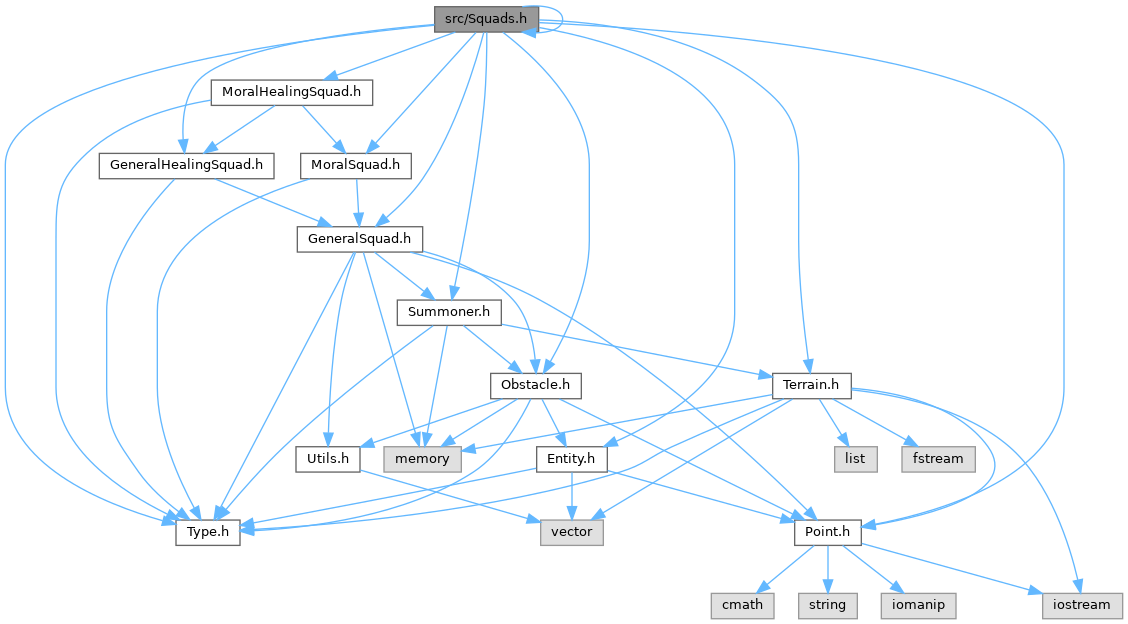 src/Squads.h
MoralHealingSquad.h
GeneralHealingSquad.h
MoralSquad.h
GeneralSquad.h
Summoner.h
Obstacle.h
Terrain.h
Utils.h
memory
Entity.h
list
fstream
Type.h
vector
Point.h
cmath
string
iomanip
iostream